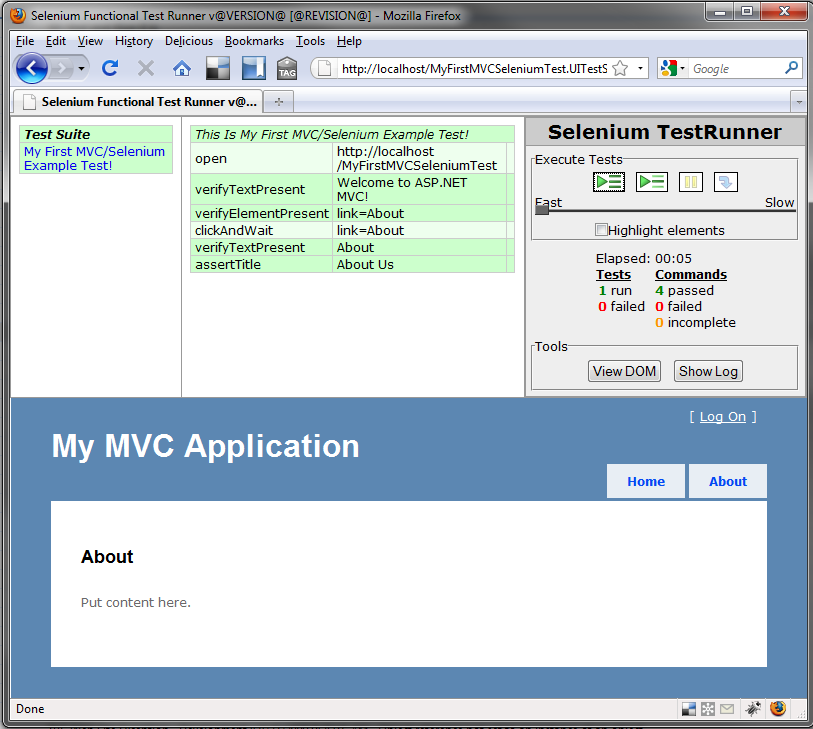 Selenium Functional Test Runner v@VERSION@ [@REVISION@] - Mozilla Firefox
File Edit View History Delicious Bookmarks Tools Help
TAG
http://localhost/MyFirstMVCSeleniumTest.UITestS
Google
Selenium Functional Test Runner v@...
Test Suite
My First MVC/Selenium
Example Test!
This Is My First MVC/Selenium Example Test!
open http://localhost
/MyFirstMVCSeleniumTest
verifyTextPresent Welcome to ASP.NET
MVC!
verifyElementPresent link=About
clickAndWait link=About
verifyTextPresent About
assertTitle About Us
Selenium TestRunner
Execute Tests
Fast Slow
Highlight elements
Elapsed: 00:05
Tests Commands
1 run 4 passed
0 failed 0 failed
0 incomplete
Tools
View DOM Show Log
[ Log On ]
My MVC Application
Home About
About
Put content here.
Done